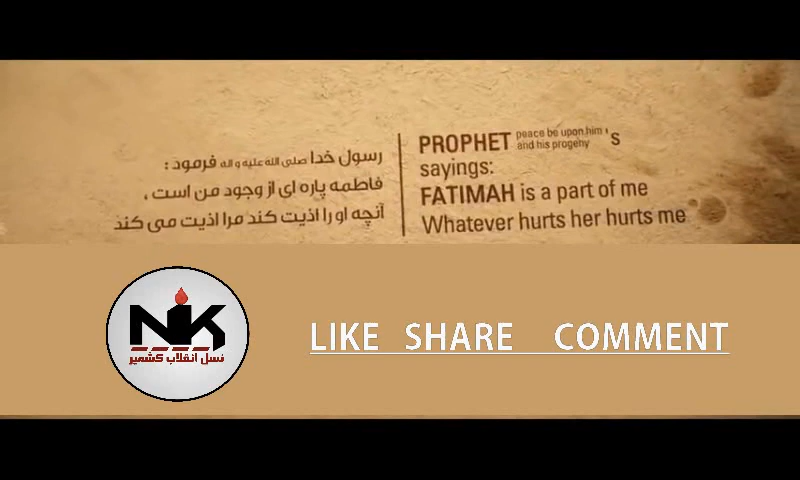 رسول خدا صلی الله علیه و اله فرمود :
فاطمه پاره ای از وجود من است ،
آنچه او را اذیت کند مرا اذیت می کند
PROPHET peace be upon him 's
and his progeny
sayings:
FATIMAH is a part of me
Whatever hurts her hurts me
NK
نسل انقلاب کشمیر
LIKE SHARE COMMENT